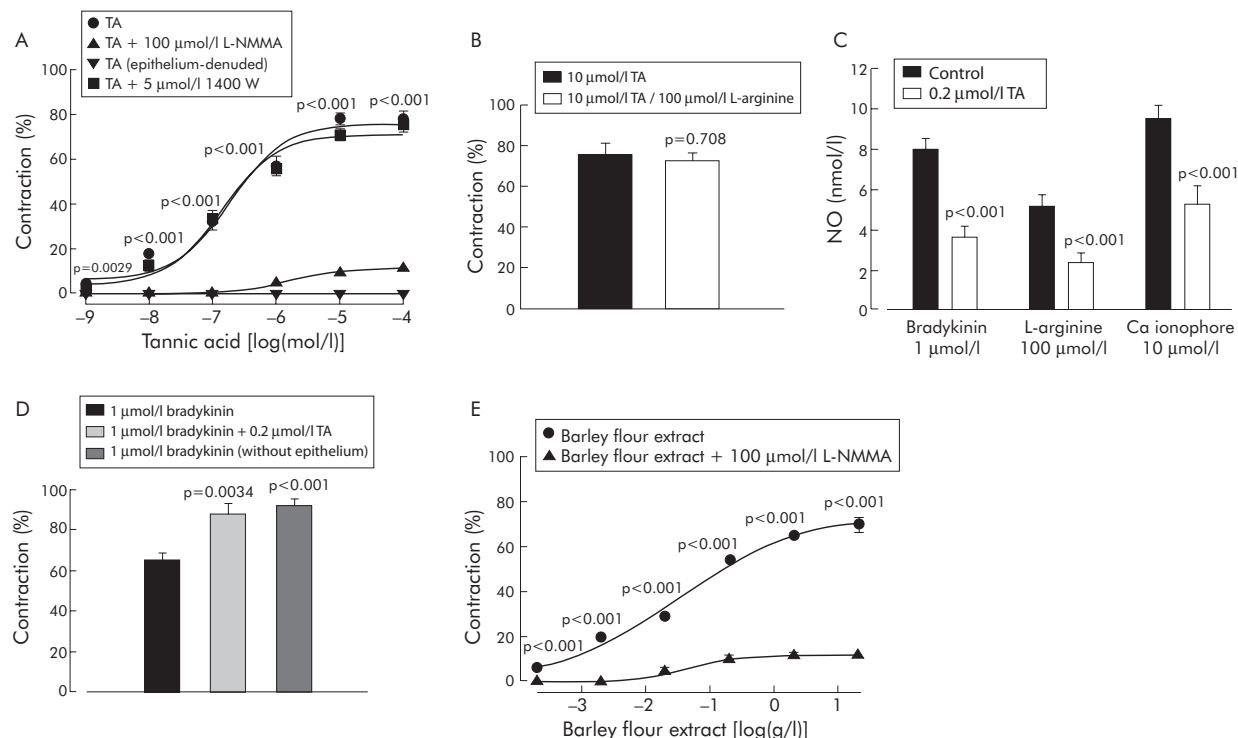 A
TA
TA + 100 µmol/l L-NMMA
TA (epithelium-denuded)
TA + 5 µmol/l 1400 W
Contraction (%)
100
80
60
40
20
0
p=0.0029
p<0.001
p<0.001
p<0.001
p<0.001
p<0.001
–9
–8
–7
–6
–5
–4
Tannic acid [log(mol/l)]
B
10 µmol/l TA
10 µmol/l TA / 100 µmol/l L-arginine
Contraction (%)
100
80
60
40
20
0
p=0.708
C
Control
0.2 µmol/l TA
NO (nmol/l)
12
10
8
6
4
2
0
p<0.001
p<0.001
p<0.001
Bradykinin
1 µmol/l
L-arginine
100 µmol/l
Ca ionophore
10 µmol/l
D
1 µmol/l bradykinin
1 µmol/l bradykinin + 0.2 µmol/l TA
1 µmol/l bradykinin (without epithelium)
Contraction (%)
100
80
60
40
20
0
p=0.0034
p<0.001
E
Barley flour extract
Barley flour extract + 100 µmol/l L-NMMA
Contraction (%)
100
80
60
40
20
0
p<0.001
p<0.001
p<0.001
p<0.001
p<0.001
p<0.001
–3
–2
–1
0
1
Barley flour extract [log(g/l)]